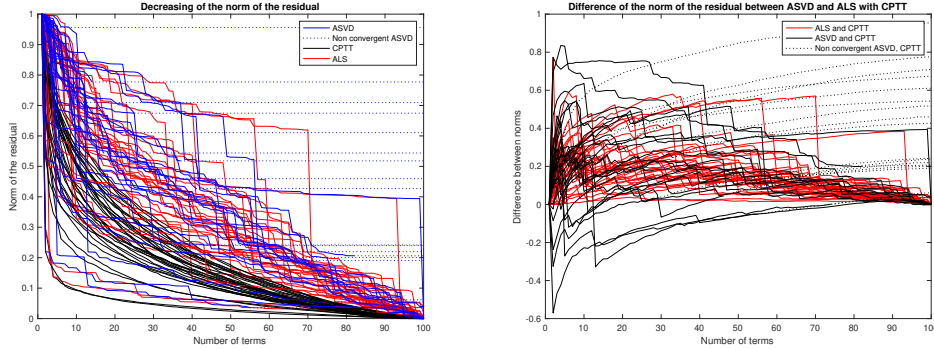 Decreasing of the norm of the residual
1
0.9
0.8
0.7
0.6
0.5
0.4
0.3
0.2
0.1
0
Norm of the residual
0 10 20 30 40 50 60 70 80 90 100
Number of terms
ASVD
Non convergent ASVD
CPTT
ALS
Difference of the norm of the residual between ASVD and ALS with CPTT
1
0.8
0.6
0.4
0.2
0
-0.2
-0.4
-0.6
Difference between norms
0 10 20 30 40 50 60 70 80 90 100
Number of terms
ALS and CPTT
ASVD and CPTT
Non convergent ASVD, CPTT